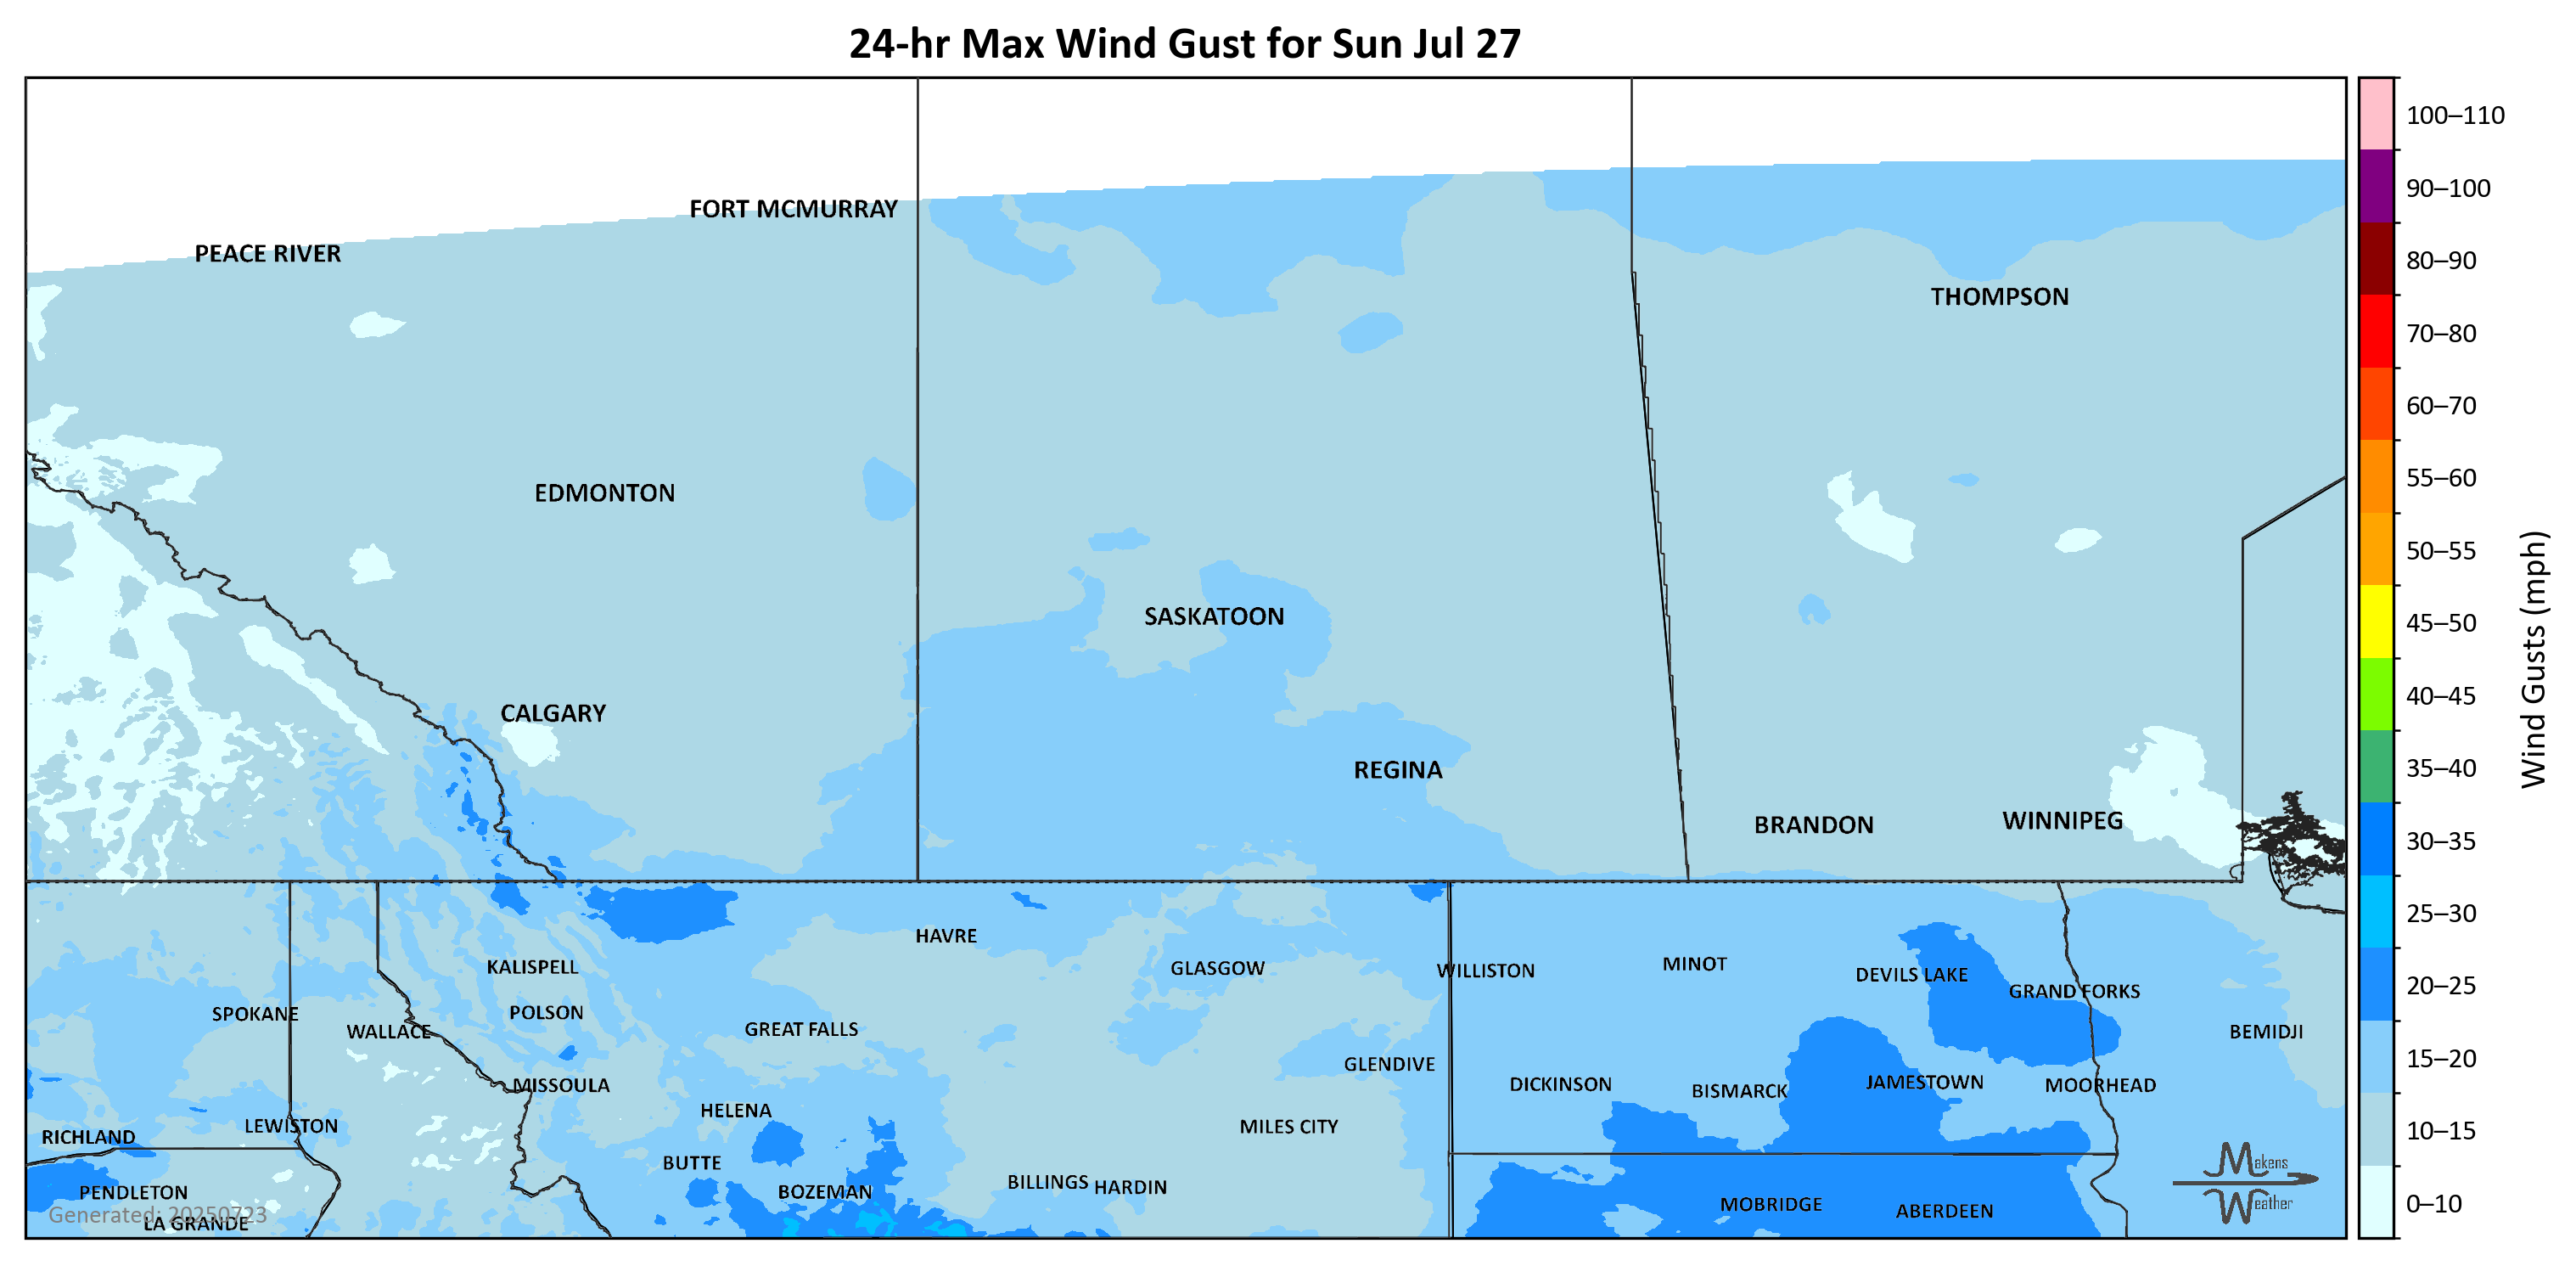 24-hr Max Wind Gust for Sun Jul 27
FORT MCMURRAY
PEACE RIVER
THOMPSON
EDMONTON
SASKATOON
CALGARY
REGINA
BRANDON
WINNIPEG
HAVRE
KALISPELL
GLASGOW
WILLISTON
MINOT
DEVILS LAKE
GRAND FORKS
SPOKANE
POLSON
WALLACE
GREAT FALLS
BEMIDJI
GLENDIVE
MISSOULA
DICKINSON
BISMARCK
JAMESTOWN
MOORHEAD
HELENA
LEWISTON
MILES CITY
RICHLAND
BUTTE
PENDLETON
BOZEMAN
BILLINGS
HARDIN
MOBRIDGE
ABERDEEN
Generated: 20250723
LA GRANDE
Makens
Weather
100–110
90–100
80–90
70–80
60–70
55–60
50–55
45–50
40–45
35–40
30–35
25–30
20–25
15–20
10–15
0–10
Wind Gusts (mph)